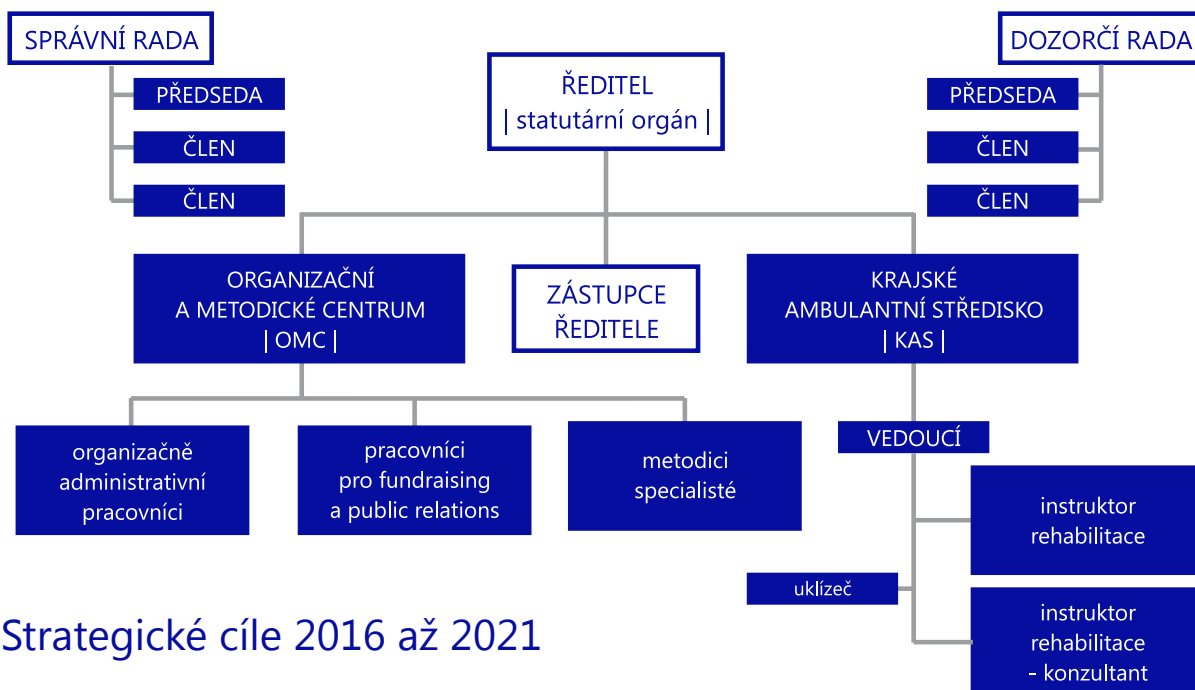 SPRÁVNÍ RADA
PŘEDSEDA
ČLEN
ČLEN
ŘEDITEL
| statutární orgán |
DOZORČÍ RADA
PŘEDSEDA
ČLEN
ČLEN
ORGANIZAČNÍ
A METODICKÉ CENTRUM
| OMC |
ZÁSTUPCE
ŘEDITELE
KRAJSKÉ
AMBULANTNÍ STŘEDISKO
| KAS |
organizačně
administrativní
pracovníci
pracovníci
pro fundraising
a public relations
metodici
specialisté
VEDOUCÍ
instruktor
rehabilitace
uklízeč
instruktor
rehabilitace
- konzultant
Strategické cíle 2016 až 2021